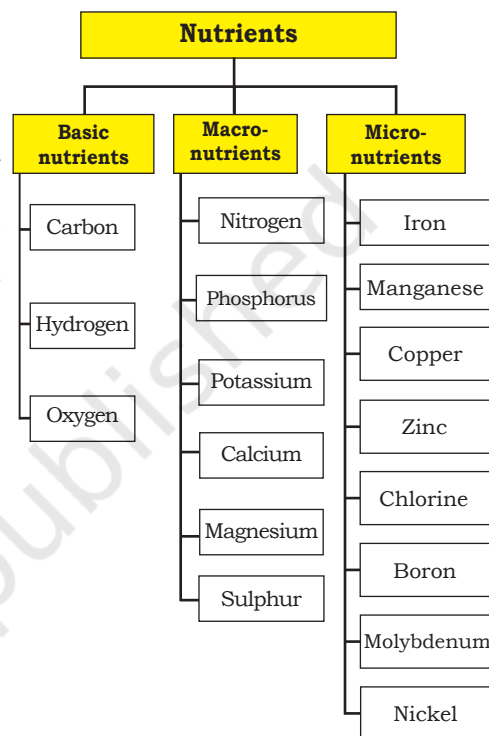 Nutrients
Basic
nutrients
Carbon
Hydrogen
Oxygen
Macro-
nutrients
Nitrogen
Phosphorus
Potassium
Calcium
Magnesium
Sulphur
Micro-
nutrients
Iron
Manganese
Copper
Zinc
Chlorine
Boron
Molybdenum
Nickel
published